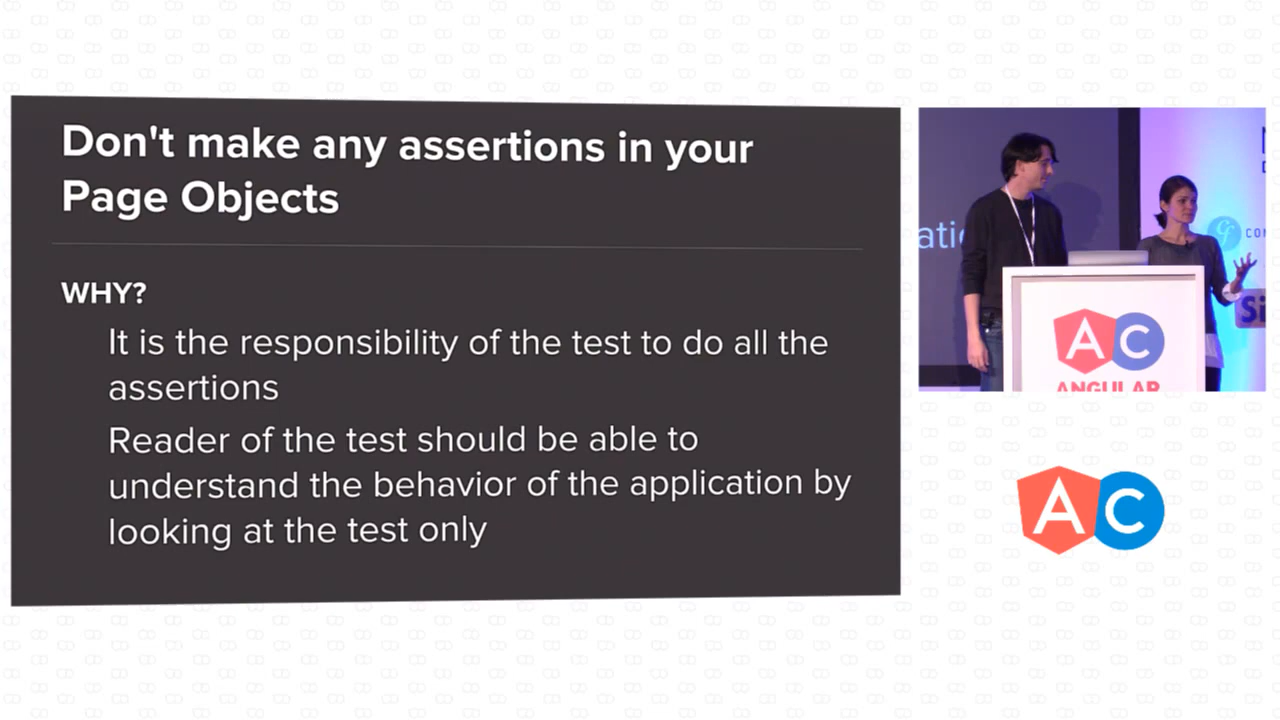 Don't make any assertions in your
Page Objects
WHY?
It is the responsibility of the test to do all the
assertions
Reader of the test should be able to
understand the behavior of the application by
looking at the test only
AC
ANGULAR
AC